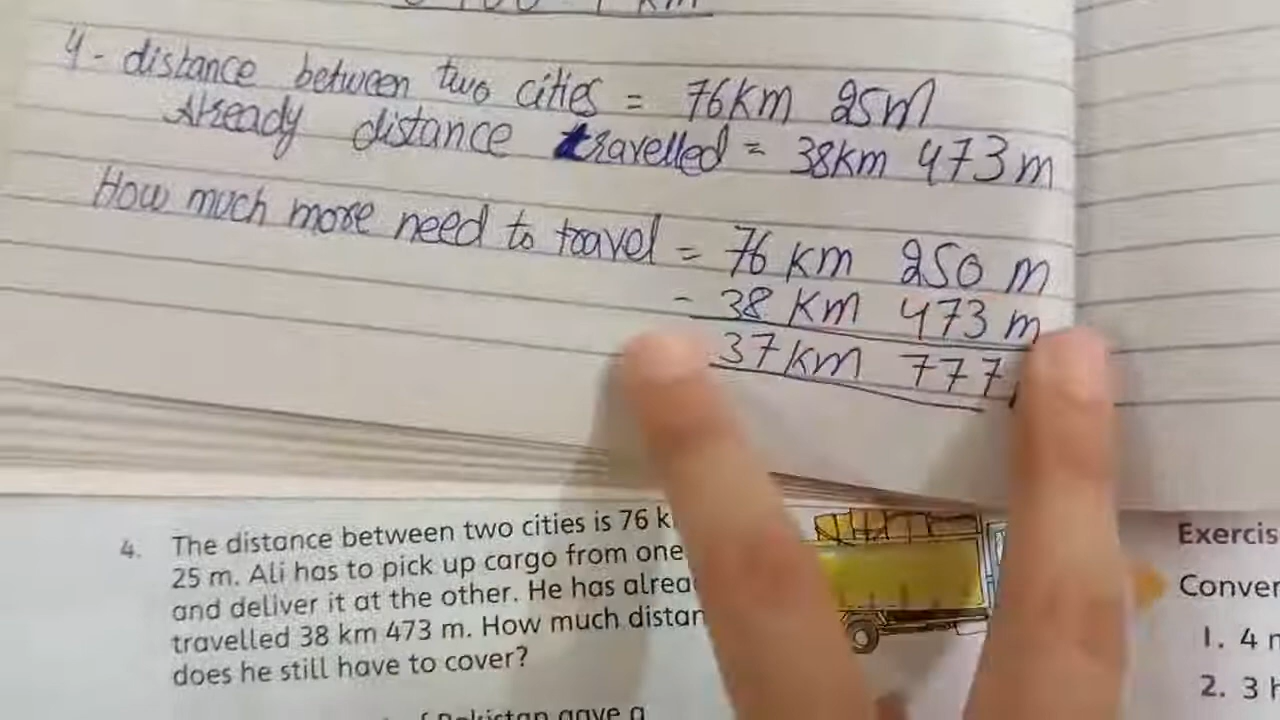 4- distance between two cities = 76km 25m
Already distance travelled = 38km 473m
How much more need to travel = 76 km 250 m
- 38 km 473 m
37km 777
4. The distance between two cities is 76 k
25 m. Ali has to pick up cargo from one
and deliver it at the other. He has alrea
travelled 38 km 473 m. How much distan
does he still have to cover?
Exercis
Conver
1. 4
2. 3